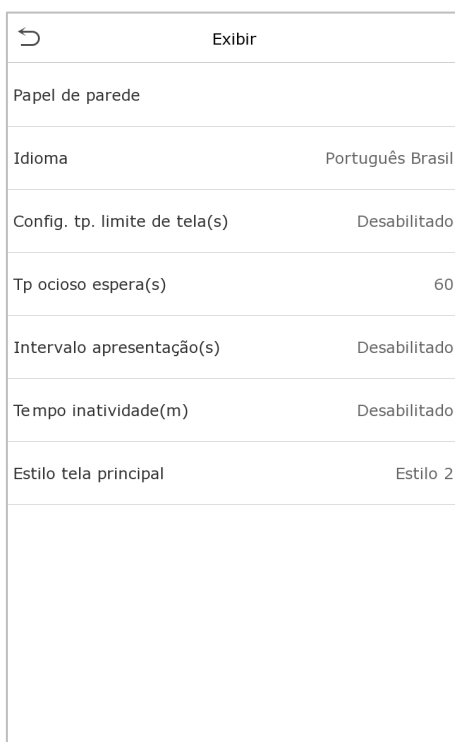 Exibir
Papel de parede
Idioma Português Brasil
Config. tp. limite de tela(s) Desabilitado
Tp ocioso espera(s) 60
Intervalo apresentação(s) Desabilitado
Tempo inatividade(m) Desabilitado
Estilo tela principal Estilo 2